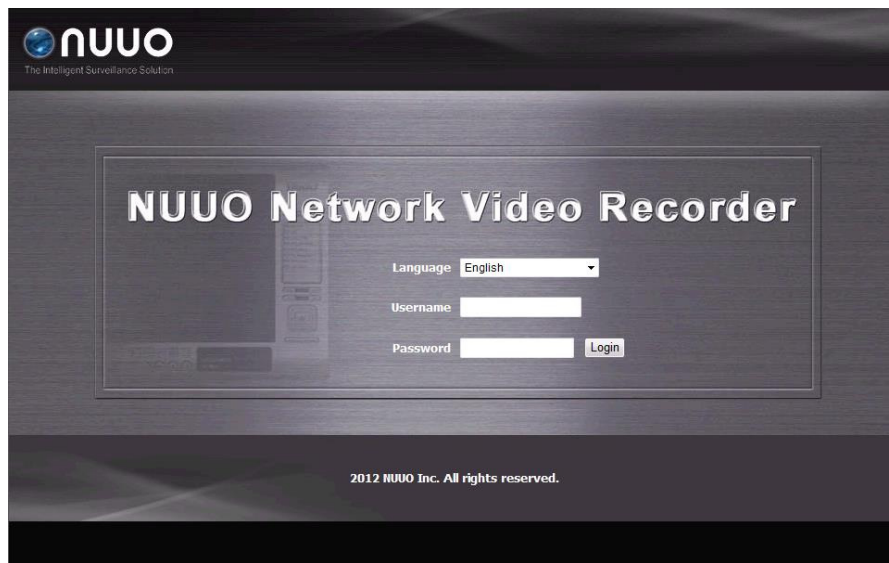 nuuo
The Intelligent Surveillance Solution
NUUO Network Video Recorder
Language English
Username
Password Login
2012 NUUO Inc. All rights reserved.